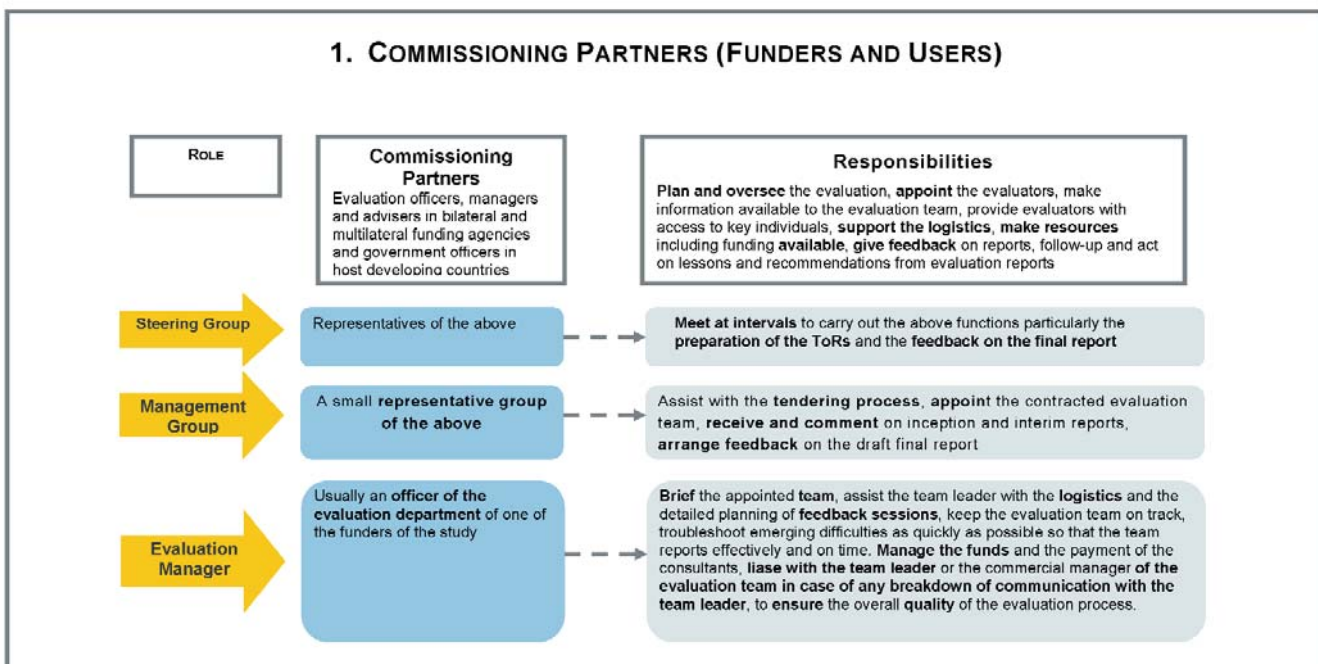 1. COMMISSIONING PARTNERS (FUNDERS AND USERS)
ROLE
Commissioning
Partners
Evaluation officers, managers
and advisers in bilateral and
multilateral funding agencies
and government officers in
host developing countries
Responsibilities
Plan and oversee the evaluation, appoint the evaluators, make
information available to the evaluation team, provide evaluators with
access to key individuals, support the logistics, make resources
including funding available, give feedback on reports, follow-up and act
on lessons and recommendations from evaluation reports
Steering Group
Representatives of the above
Meet at intervals to carry out the above functions particularly the
preparation of the ToRs and the feedback on the final report
Management
Group
A small representative group
of the above
Assist with the tendering process, appoint the contracted evaluation
team, receive and comment on inception and interim reports,
arrange feedback on the draft final report
Evaluation
Manager
Usually an officer of the
evaluation department of one of
the funders of the study
Brief the appointed team, assist the team leader with the logistics and the
detailed planning of feedback sessions, keep the evaluation team on track,
troubleshoot emerging difficulties as quickly as possible so that the team
reports effectively and on time. Manage the funds and the payment of the
consultants, liase with the team leader or the commercial manager of the
evaluation team in case of any breakdown of communication with the
team leader, to ensure the overall quality of the evaluation process.